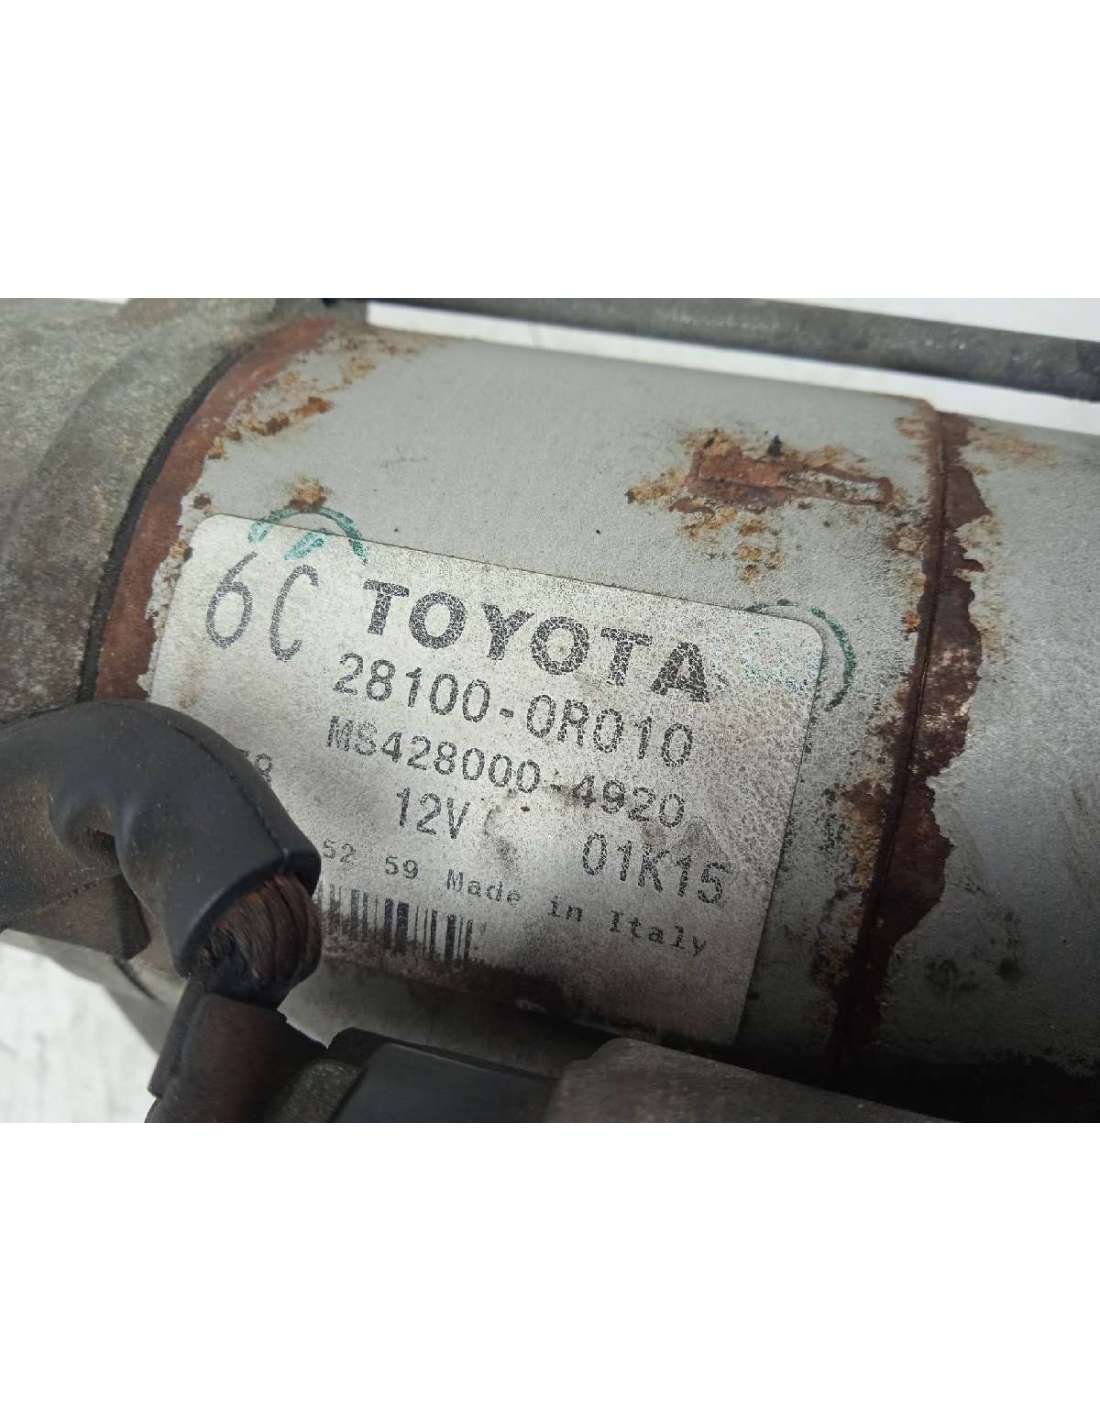 6C TOYOTA
28100-0R010
MS428000-4920
12V 01K15
52 59 Made in Italy